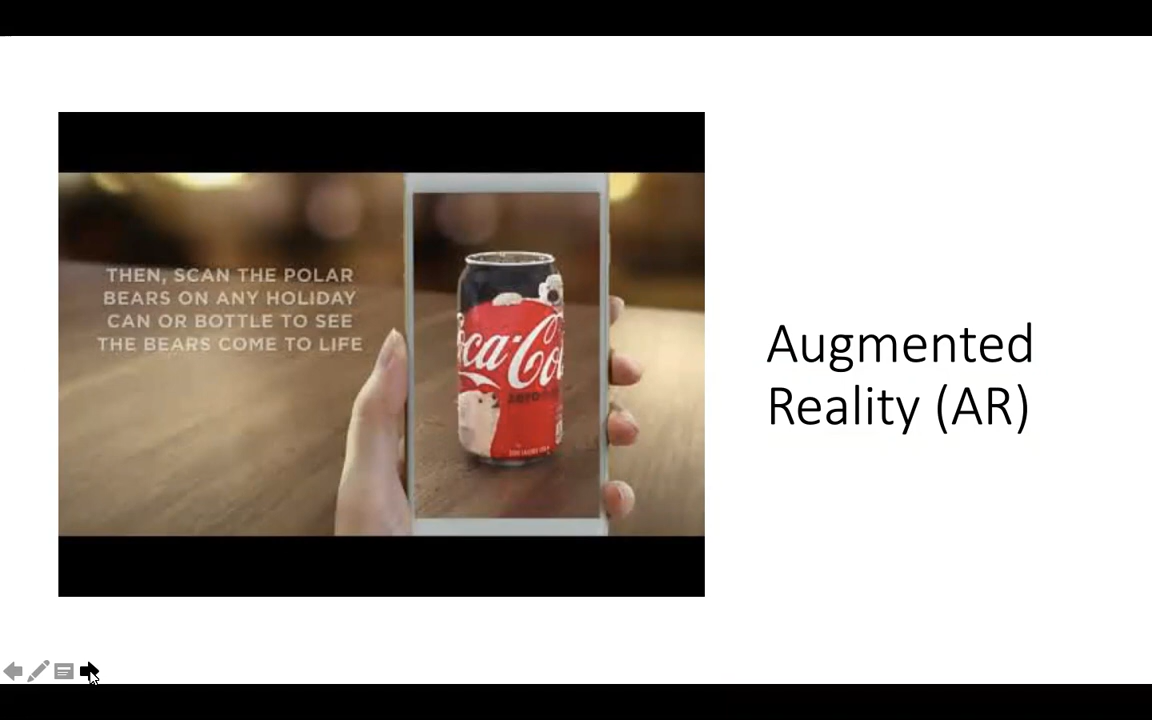 THEN, SCAN THE POLAR
BEARS ON ANY HOLIDAY
CAN OR BOTTLE TO SEE
THE BEARS COME TO LIFE
Augmented
Reality (AR)